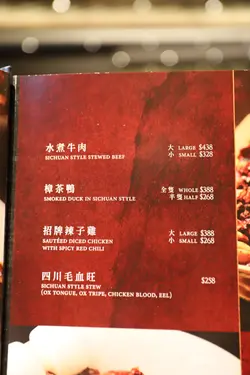 水煮牛肉 大 LARGE $438
SICHUAN STYLE STEWED BEEF 小 SMALL $328
樟茶鴨 全隻 WHOLE $388
SMOKED DUCK IN SICHUAN STYLE 半隻 HALF $268
招牌辣子雞 大 LARGE $388
SAUTÉED DICED CHICKEN 小 SMALL $268
WITH SPICY RED CHILI
四川毛血旺 $258
SICHUAN STYLE STEW
(OX TONGUE, OX TRIPE, CHICKEN BLOOD, EEL)